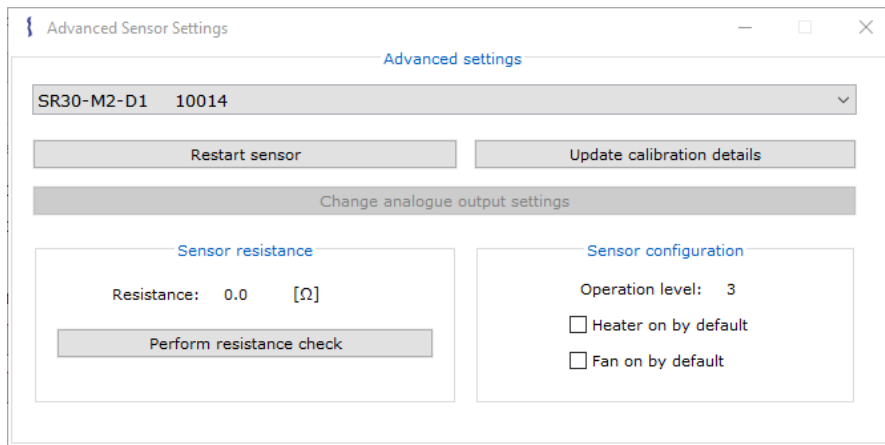 Advanced Sensor Settings
Advanced settings
SR30-M2-D1 10014
Restart sensor
Update calibration details
Change analogue output settings
Sensor resistance
Resistance: 0.0 [Ω]
Perform resistance check
Sensor configuration
Operation level: 3
Heater on by default
Fan on by default